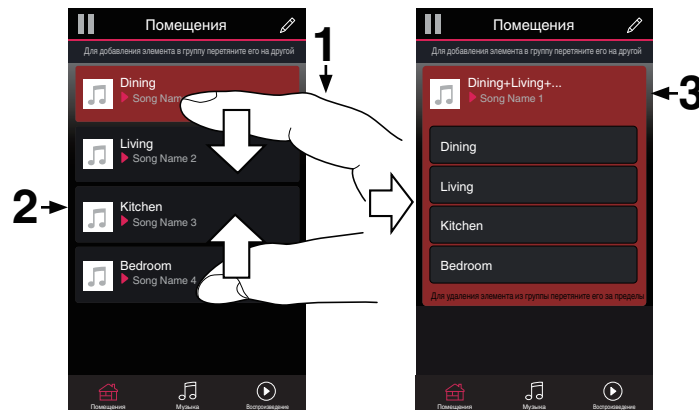 Помещения
Для добавления элемента в группу перетяните его на другой
1
Dining
Song Nam
Living
Song Name 2
2
Kitchen
Song Name 3
Bedroom
Song Name 4
Помещения
Музыка
Воспроизведение
Помещения
Для добавления элемента в группу перетяните его на другой
Dining+Living+...
Song Name 1
3
Dining
Living
Kitchen
Bedroom
Для удаления элемента из группы перетяните его за пределы
Помещения
Музыка
Воспроизведение